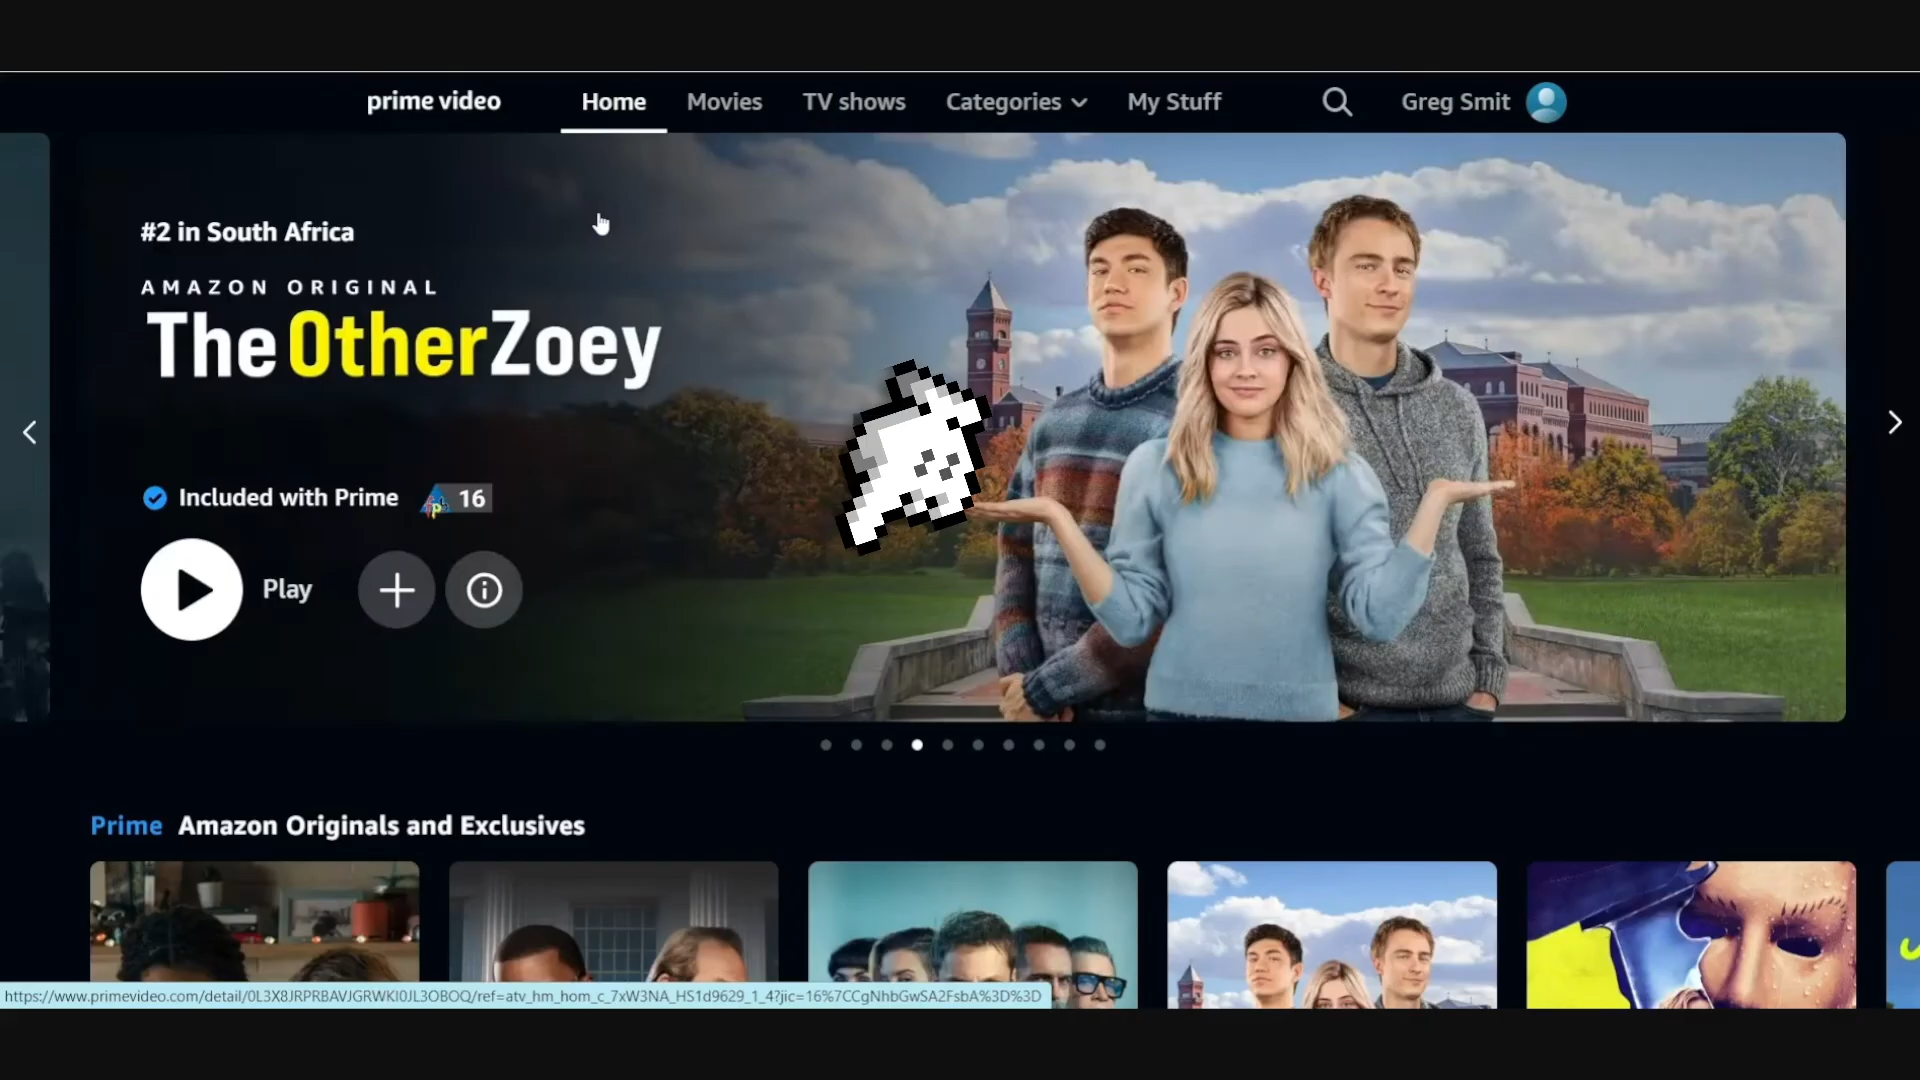 prime video
Home
Movies
TV shows
Categories
My Stuff
Greg Smit
#2 in South Africa
AMAZON ORIGINAL
The Other Zoey
Included with Prime
16
Play
Prime Amazon Originals and Exclusives
https://www.primevideo.com/detail/0L3X8JRPRBAVJGRWKI0JL3OBOQ/ref=atv_hm_hom_c_7xW3NA_HS1d9629_1_4?jic=16%7CCgNhbGwSA2FsbA%3D%3D